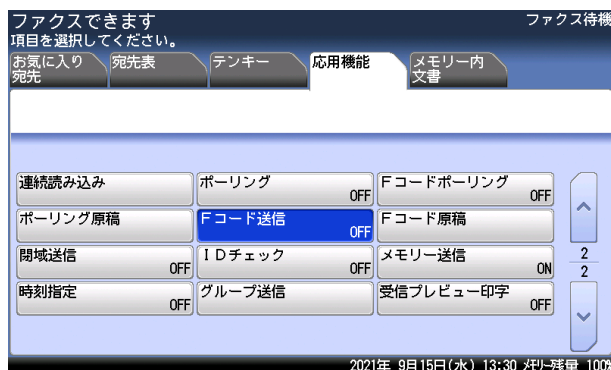 ファクスできます
ファクス待機
項目を選択してください。
お気に入り
宛先
宛先表
テンキー
応用機能
メモリー内
文書
連続読み込み
ポーリング
OFF
Fコードポーリング
OFF
ポーリング原稿
Fコード送信
OFF
Fコード原稿
閉域送信
OFF
IDチェック
OFF
メモリー送信
ON
2
2
時刻指定
OFF
グループ送信
受信プレビュー印字
OFF
2021年 9月15日(水) 13:30 メモリー残量 100%